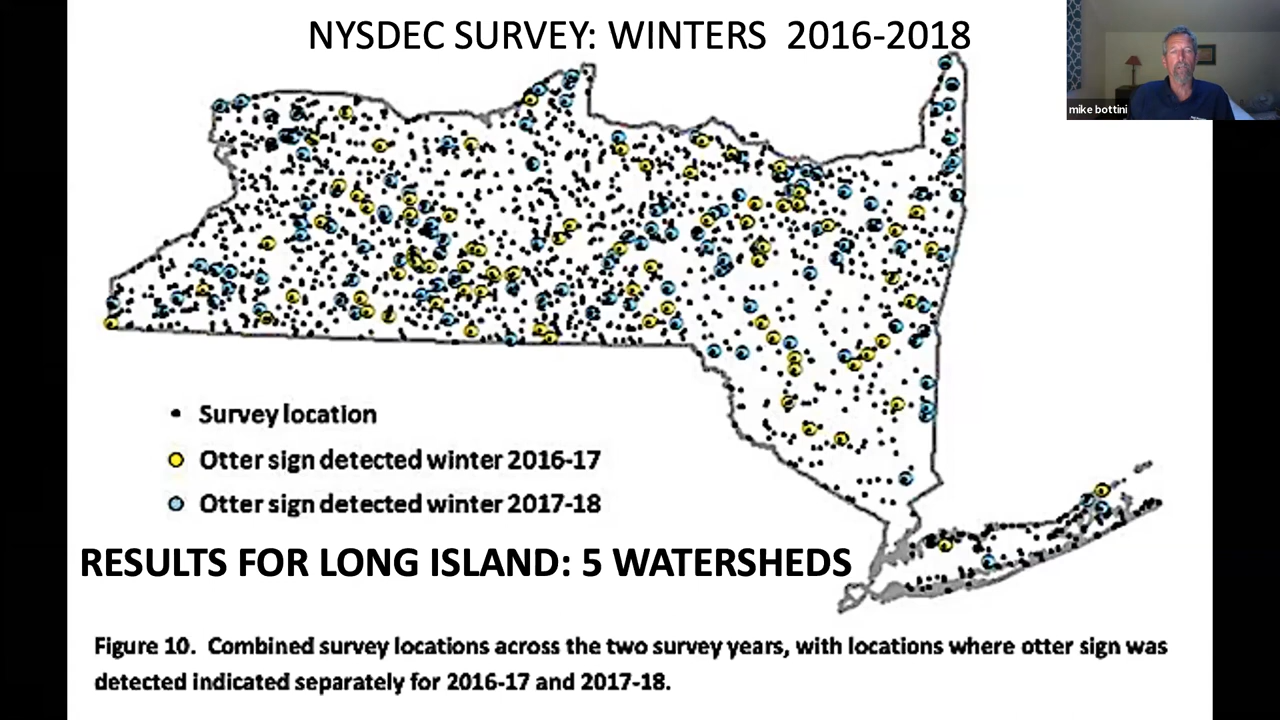 NYSDEC SURVEY: WINTERS 2016-2018
mike bottini
Survey location
Otter sign detected winter 2016-17
Otter sign detected winter 2017-18
RESULTS FOR LONG ISLAND: 5 WATERSHEDS
Figure 10. Combined survey locations across the two survey years, with locations where otter sign was
detected indicated separately for 2016-17 and 2017-18.